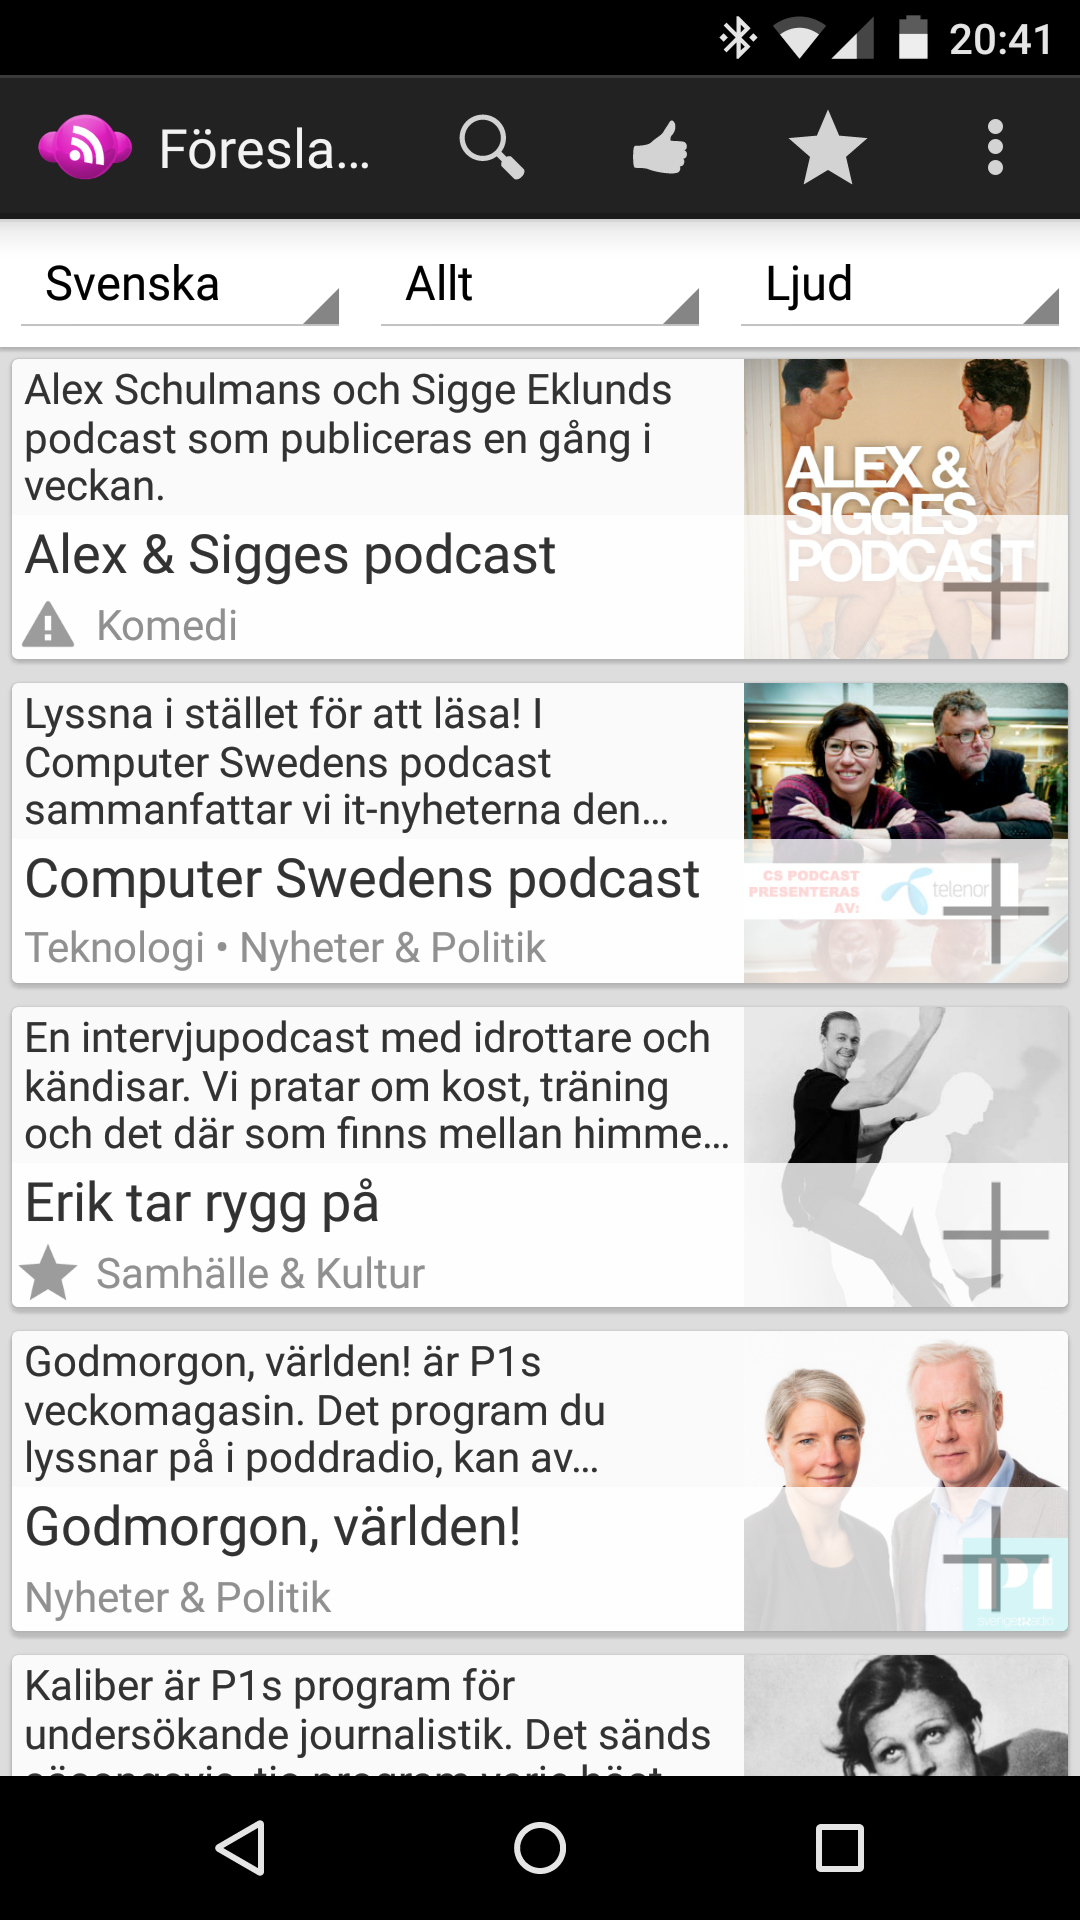 20:41
Föresla...
Svenska
Allt
Ljud
Alex Schulmans och Sigge Eklunds
podcast som publiceras en gång i
veckan.
ALEX &
SIGGES
PODCAST
Alex & Sigges podcast
Komedi
Lyssna i stället för att läsa! I
Computer Swedens podcast
sammanfattar vi it-nyheterna den...
Computer Swedens podcast
Teknologi • Nyheter & Politik
CS PODCAST
PRESENTERAS
AV:
telenor
En intervjupodcast med idrottare och
kändisar. Vi pratar om kost, träning
och det där som finns mellan himme...
Erik tar rygg på
Samhälle & Kultur
Godmorgon, världen! är P1s
veckomagasin. Det program du
lyssnar på i poddradio, kan av...
Godmorgon, världen!
Nyheter & Politik
P1
Kaliber är P1s program för
undersökande journalistik. Det sänds